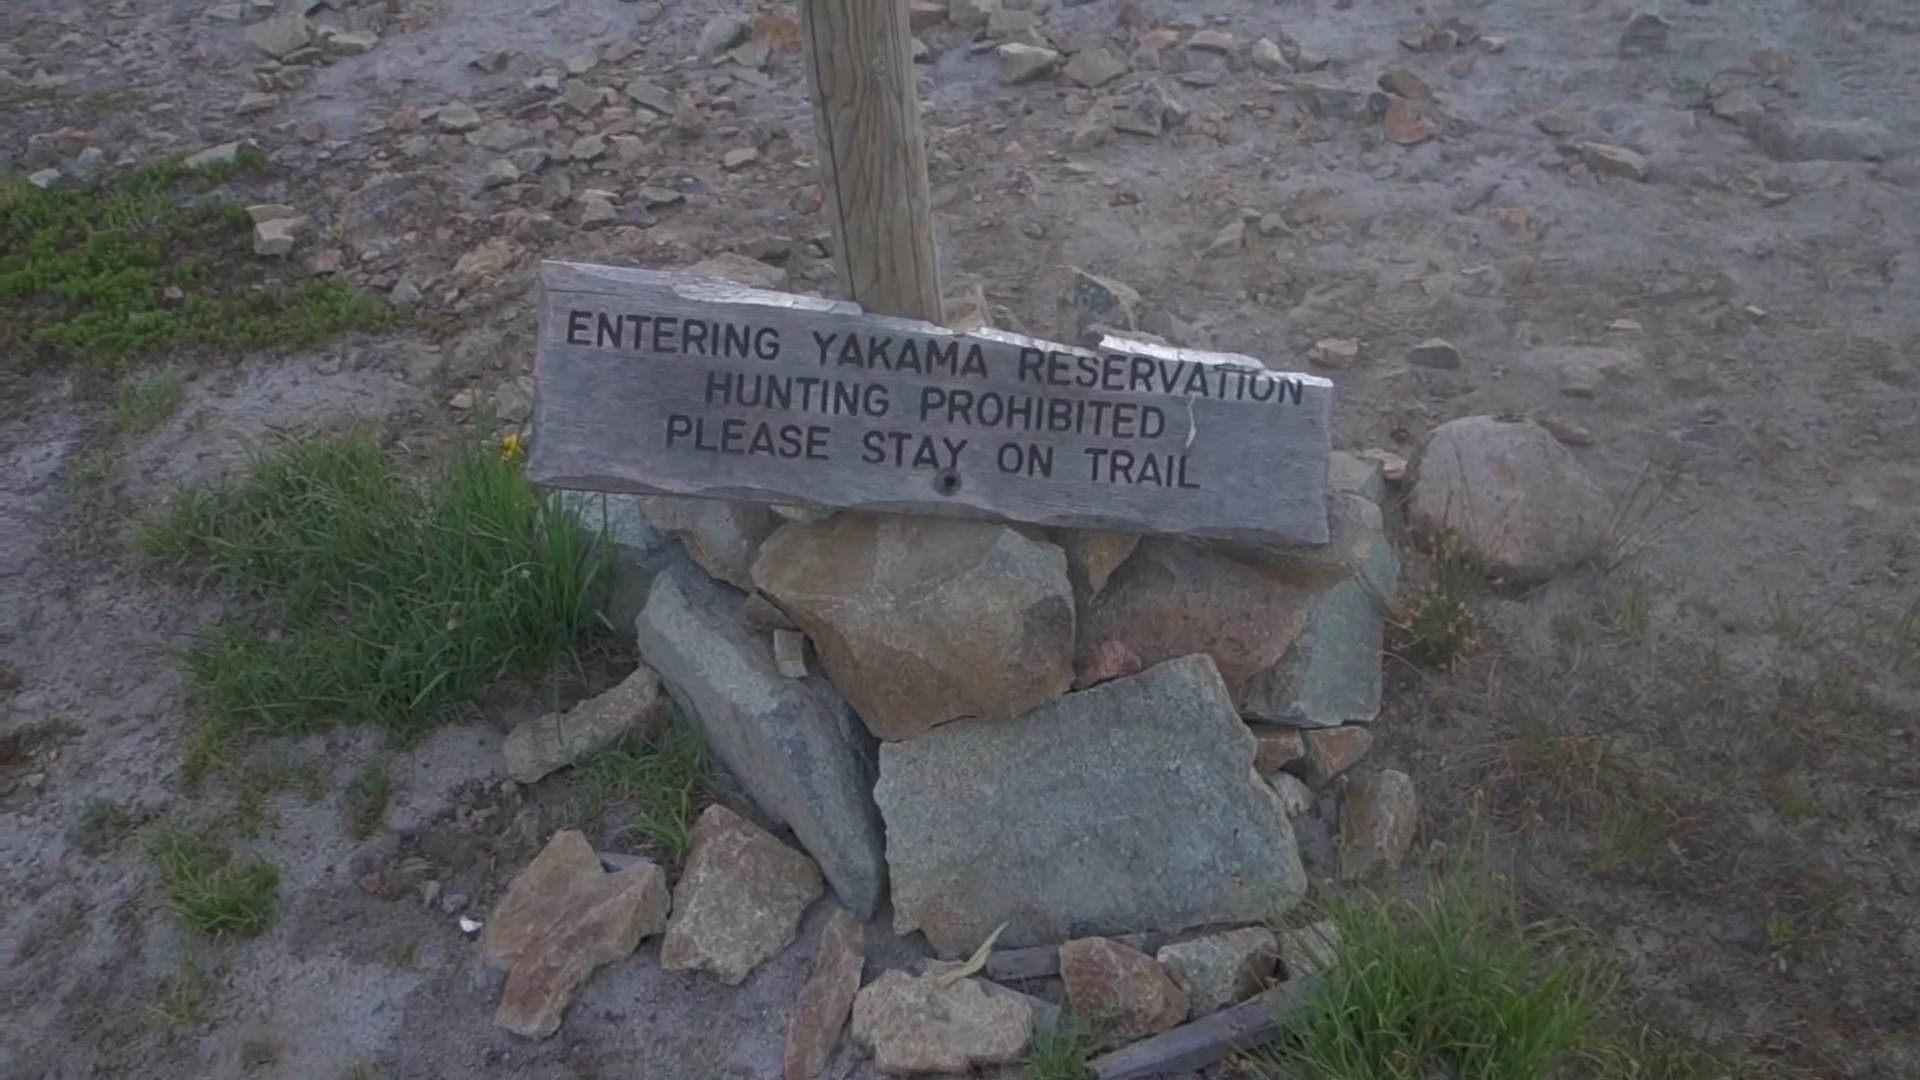 ENTERING YAKAMA RESERVATION
HUNTING PROHIBITED
PLEASE STAY ON TRAIL